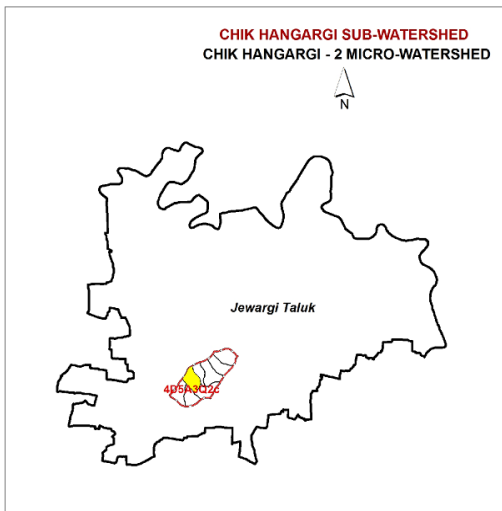 CHIK HANGARGI SUB-WATERSHED
CHIK HANGARGI - 2 MICRO-WATERSHED
N
Jewargi Taluk
4D5A3Q2c